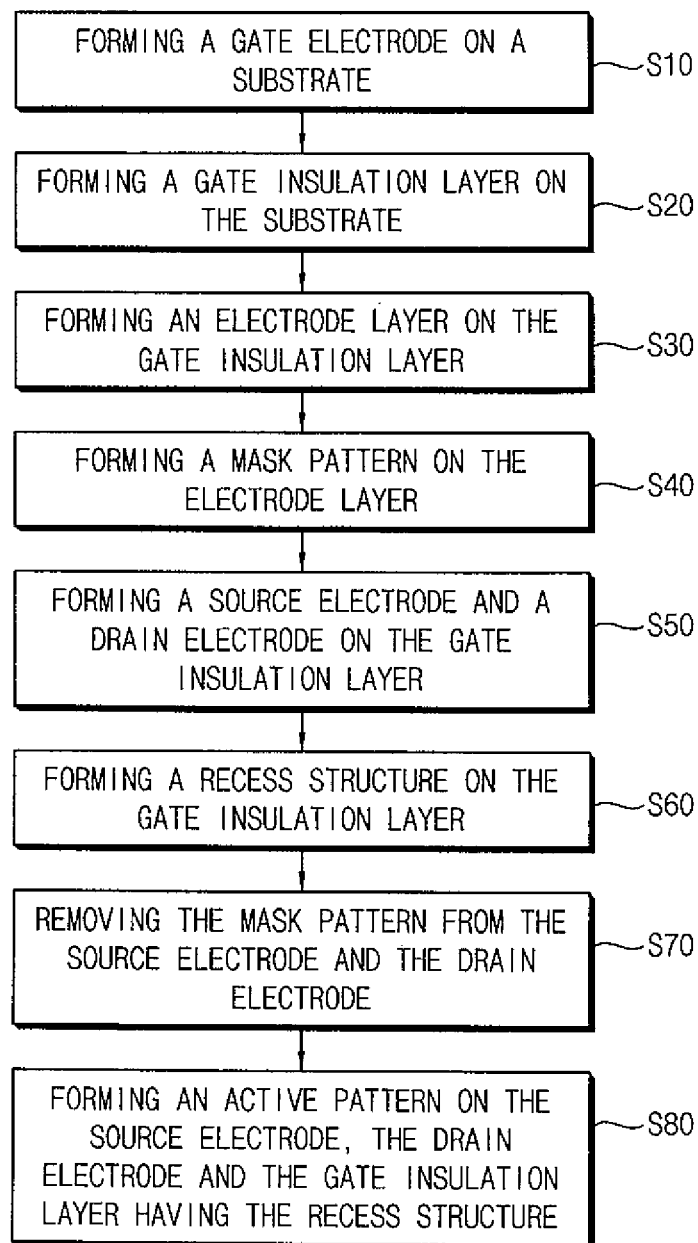 FORMING A GATE ELECTRODE ON A
SUBSTRATE
S10
FORMING A GATE INSULATION LAYER ON
THE SUBSTRATE
S20
FORMING AN ELECTRODE LAYER ON THE
GATE INSULATION LAYER
S30
FORMING A MASK PATTERN ON THE
ELECTRODE LAYER
S40
FORMING A SOURCE ELECTRODE AND A
DRAIN ELECTRODE ON THE GATE
INSULATION LAYER
S50
FORMING A RECESS STRUCTURE ON THE
GATE INSULATION LAYER
S60
REMOVING THE MASK PATTERN FROM THE
SOURCE ELECTRODE AND THE DRAIN
ELECTRODE
S70
FORMING AN ACTIVE PATTERN ON THE
SOURCE ELECTRODE, THE DRAIN
ELECTRODE AND THE GATE INSULATION
LAYER HAVING THE RECESS STRUCTURE
S80